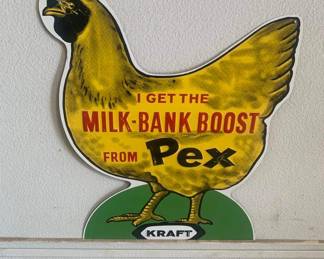 I GET THE
MILK-BANK BOOST
FROM Pex
KRAFT